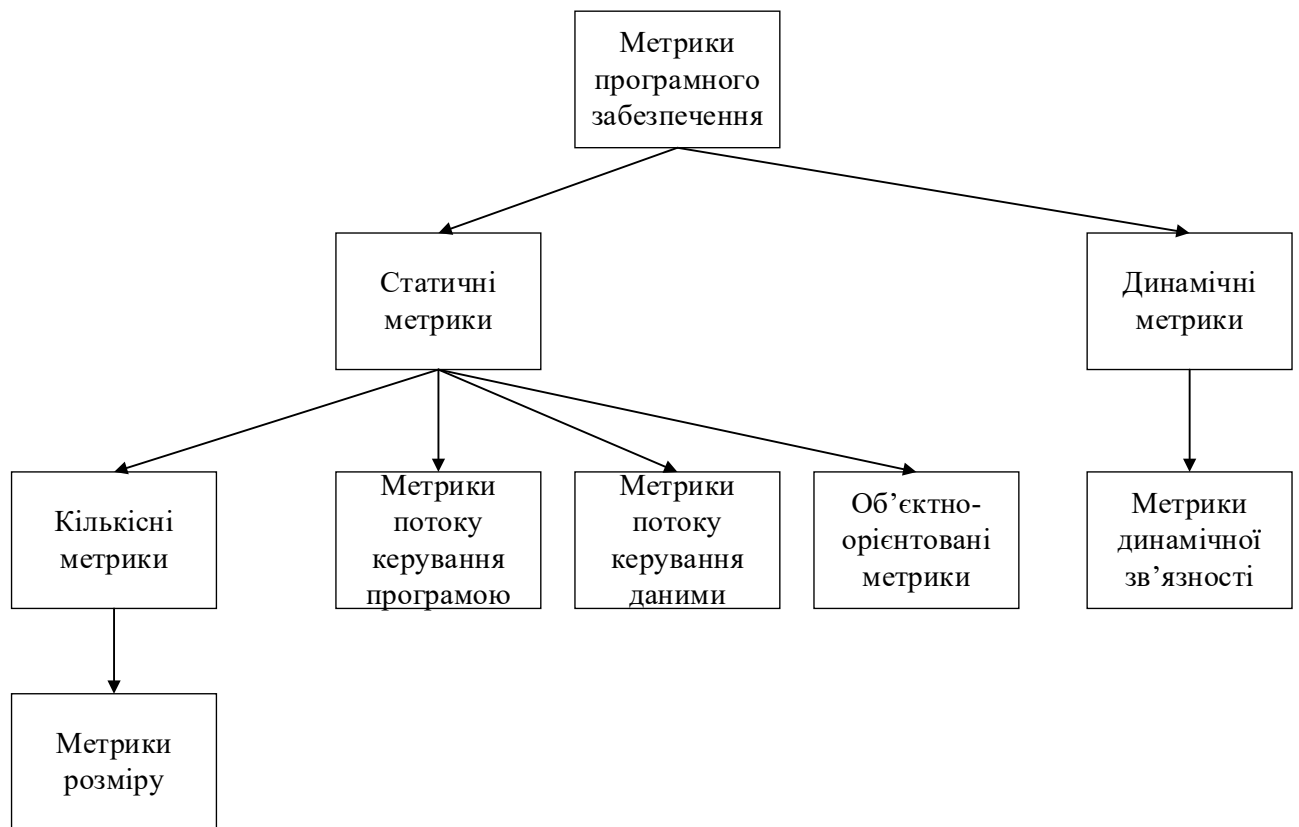 Метрики
програмного
забезпечення
Статичні
метрики
Динамічні
метрики
Кількісні
метрики
Метрики
потоку
керування
програмою
Метрики
потоку
керування
даними
Об’єктно-
орієнтовані
метрики
Метрики
динамічної
зв’язності
Метрики
розміру